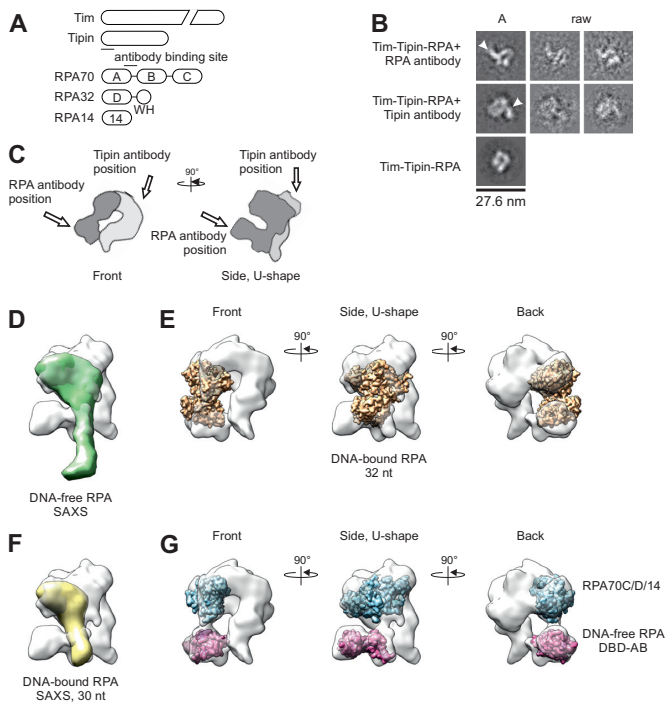 A
Tim
Tipin
antibody binding site
RPA70 A B C
RPA32 D
WH
RPA14 14
B
A raw
Tim-Tipin-RPA+
RPA antibody
Tim-Tipin-RPA+
Tipin antibody
Tim-Tipin-RPA
27.6 nm
C
Tipin antibody
position
RPA antibody
position
90°
Tipin antibody
position
RPA antibody
position
Front
Side, U-shape
D
DNA-free RPA
SAXS
E
Front
90°
Side, U-shape
90°
Back
DNA-bound RPA
32 nt
F
DNA-bound RPA
SAXS, 30 nt
G
Front
90°
Side, U-shape
90°
Back
RPA70C/D/14
DNA-free RPA
DBD-AB